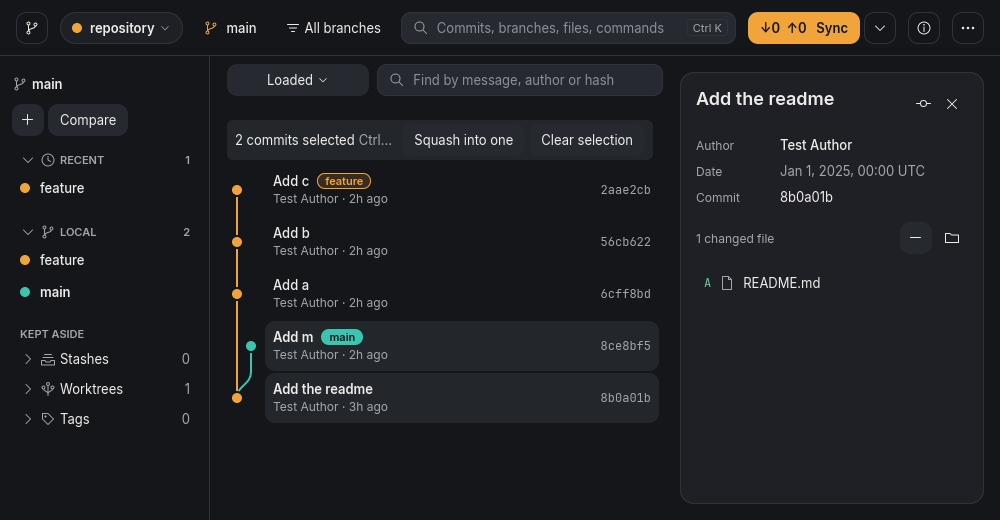 repository
main
All branches
Commits, branches, files, commands
Ctrl K
↓0 ↑0 Sync
main
+ Compare
RECENT 1
feature
LOCAL 2
feature
main
KEPT ASIDE
Stashes 0
Worktrees 1
Tags 0
Loaded
Find by message, author or hash
2 commits selected Ctrl...
Squash into one
Clear selection
Add c feature
Test Author · 2h ago
2aae2cb
Add b
Test Author · 2h ago
56cb622
Add a
Test Author · 2h ago
6cff8bd
Add m main
Test Author · 2h ago
8ce8bf5
Add the readme
Test Author · 3h ago
8b0a01b
Add the readme
Author Test Author
Date Jan 1, 2025, 00:00 UTC
Commit 8b0a01b
1 changed file
A README.md